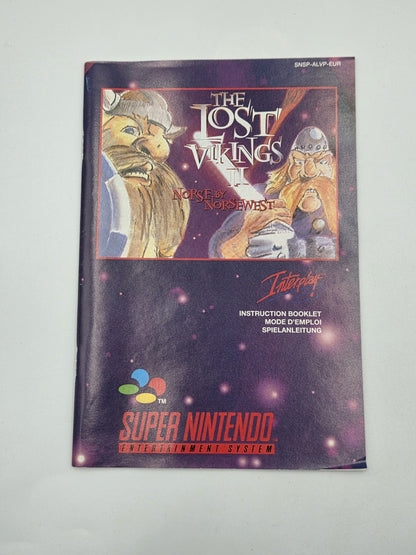 SNSP-ALVP-EUR
THE
LOST
VIKINGS
II
NORSE BY
NORSEWEST
Interplay
INSTRUCTION BOOKLET
MODE D'EMPLOI
SPIELANLEITUNG
TM
SUPER NINTENDO
ENTERTAINMENT SYSTEM